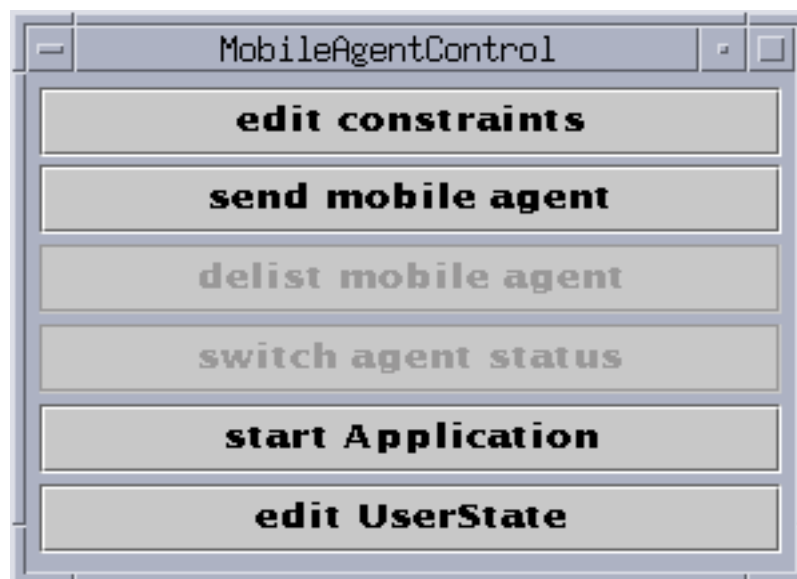 MobileAgentControl
edit constraints
send mobile agent
delist mobile agent
switch agent status
start Application
edit UserState